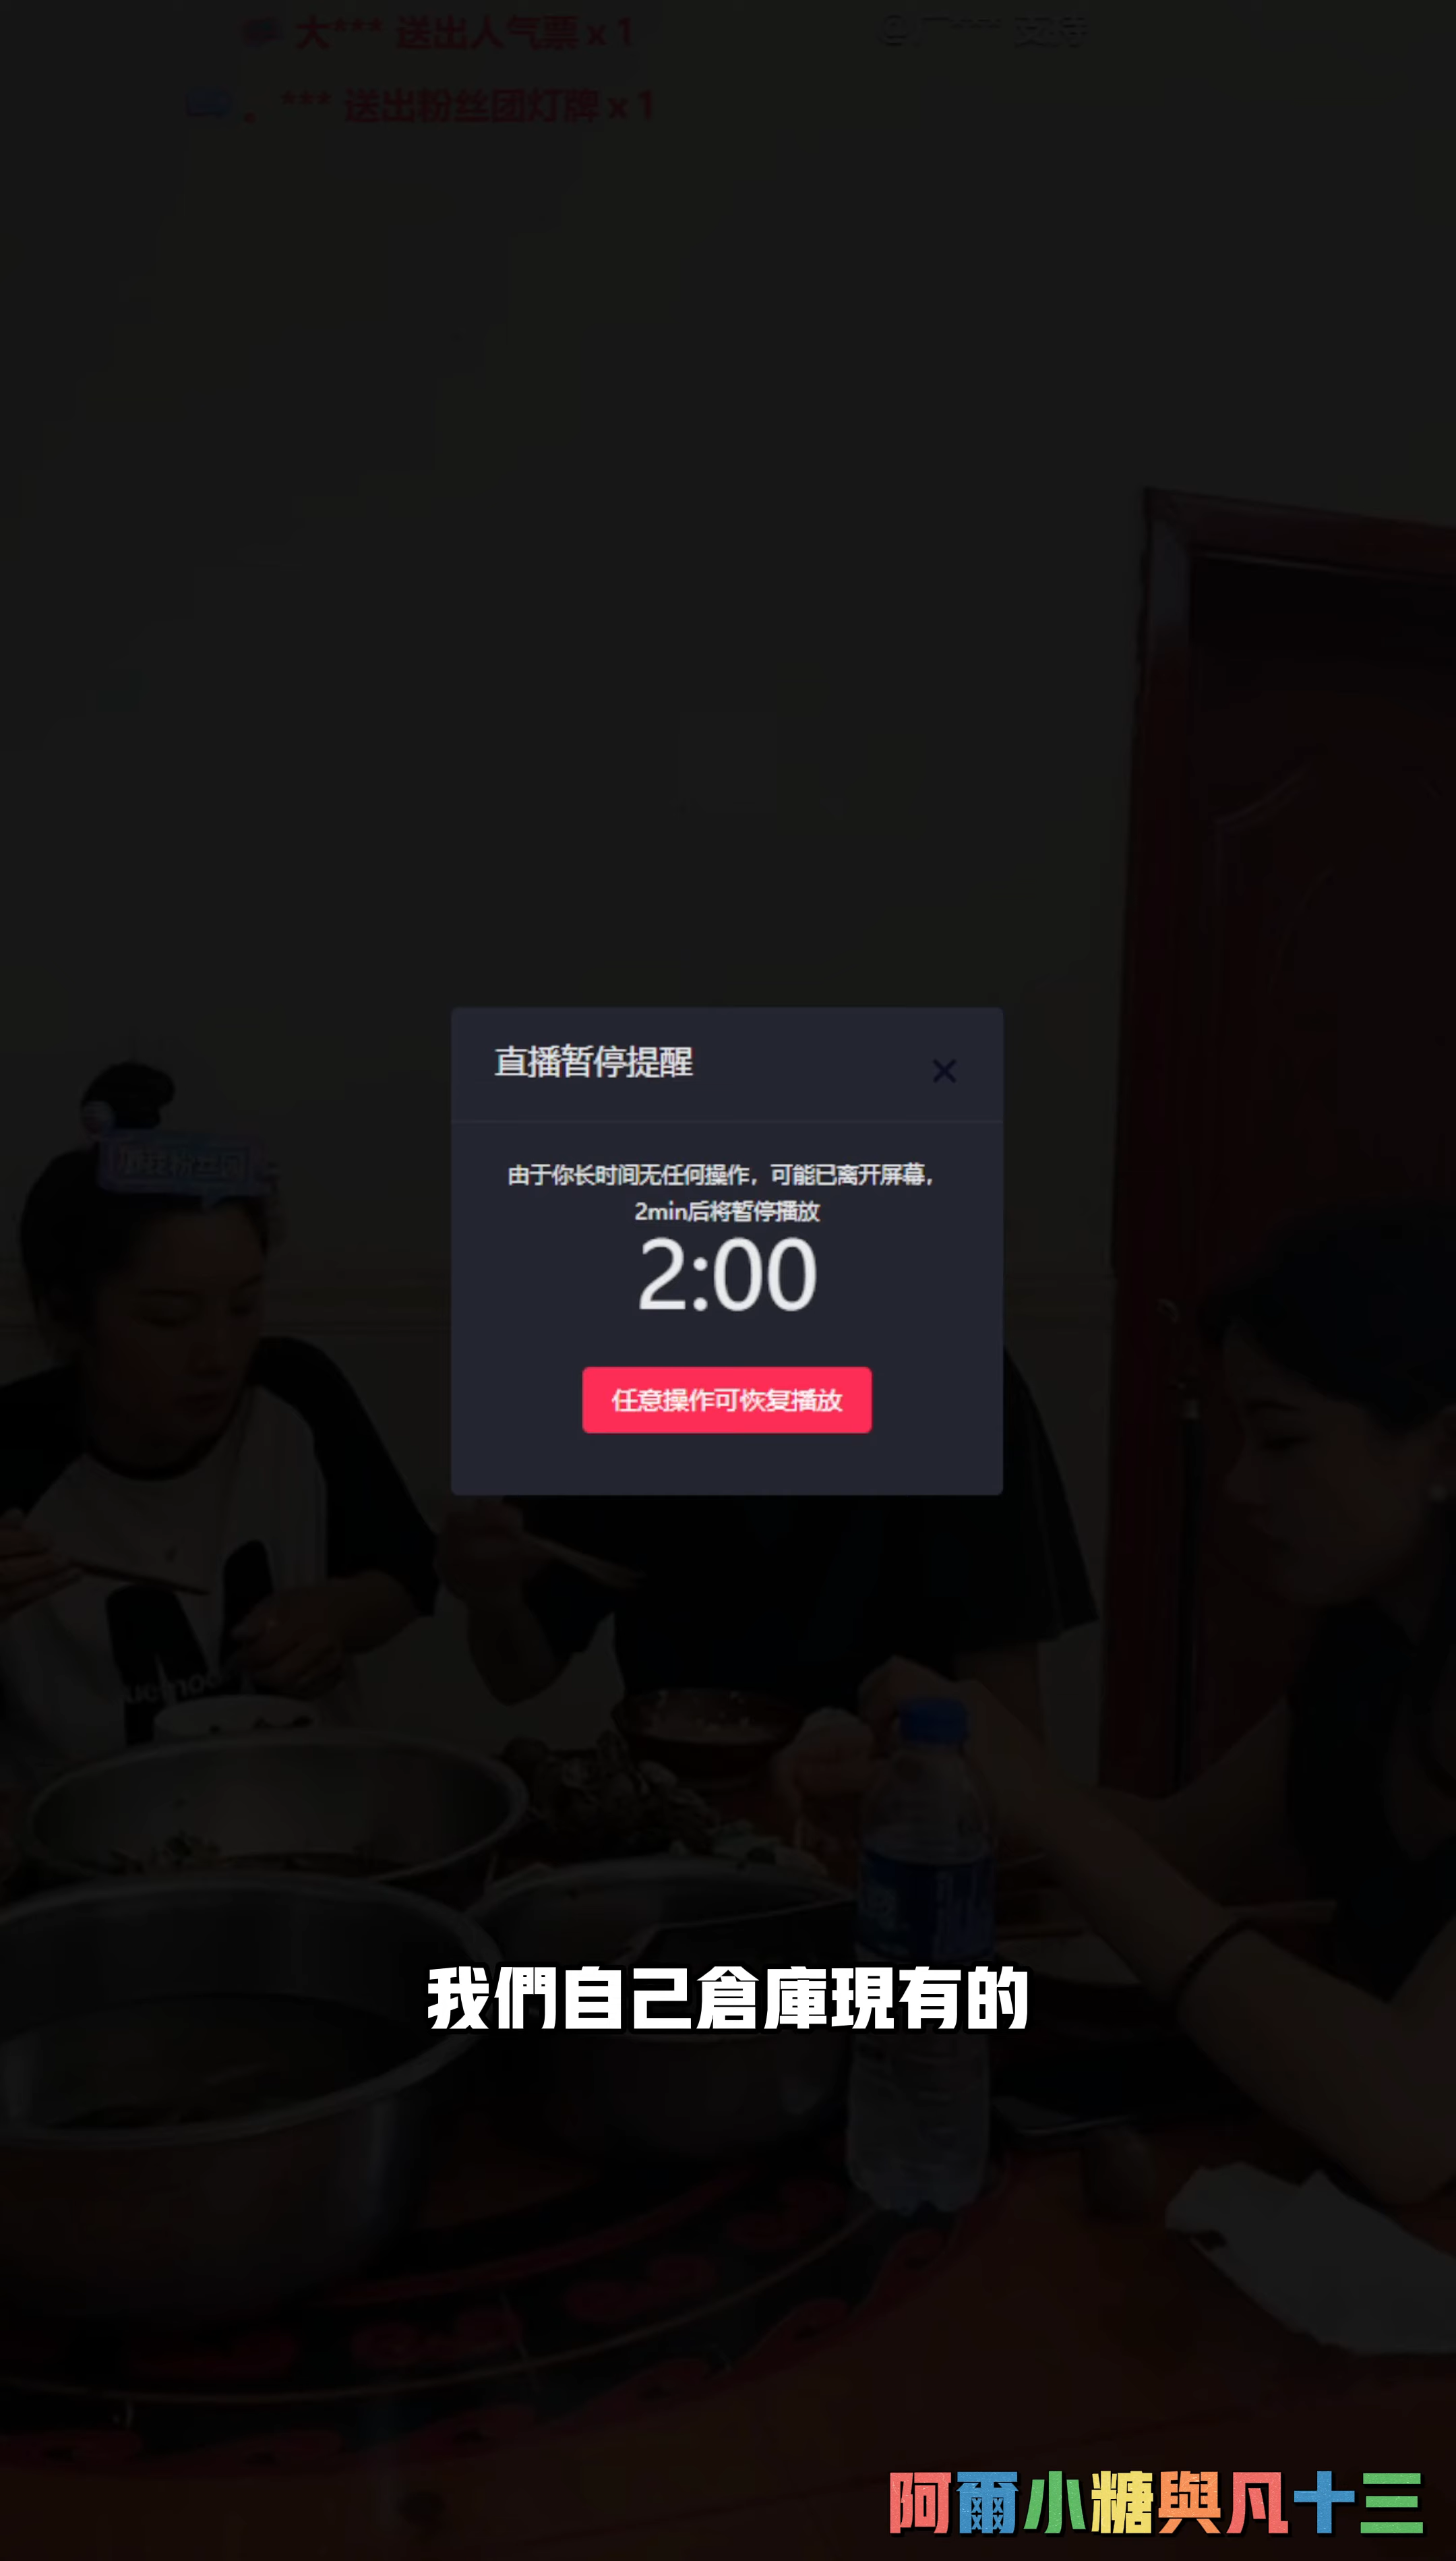 大*** 送出人气票 x 1
。 *** 送出粉丝团灯牌 x 1
支持
直播暂停提醒
由于你长时间无任何操作，可能已离开屏幕，
2min后将暂停播放
2:00
任意操作可恢复播放
我們自己倉庫現有的
阿爾小糖與凡十三